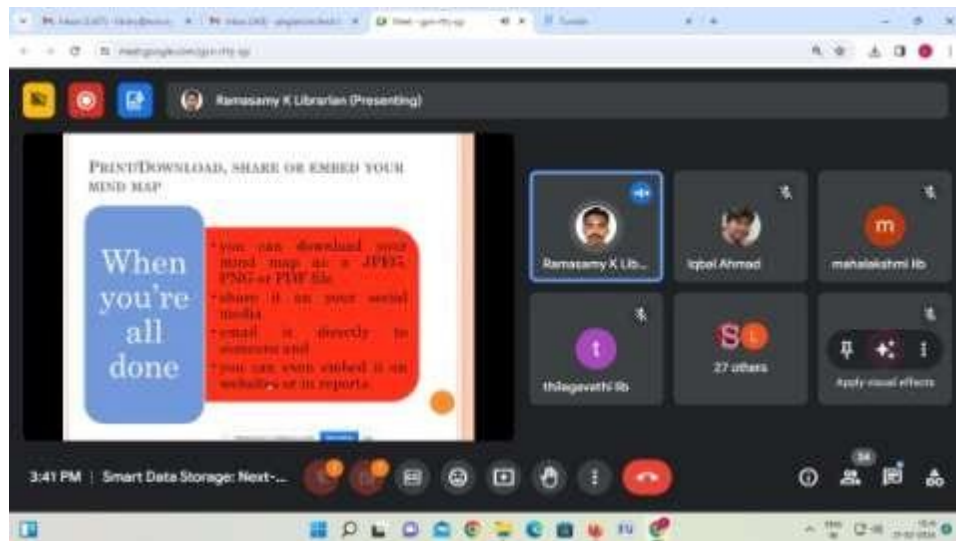 Meet
Ramasamy K Librarian (Presenting)
PRINT/DOWNLOAD, SHARE OR EMBED YOUR
MIND MAP
When
you're
all
done
• you can download your
mind map as a JPEG,
PNG or PDF file
• share it on your social
media
• email it directly to
someone and
• you can even embed it on
websites or in reports
Ramasamy K Lib...
Iqbal Ahmad
m
mahalakshmi lib
t
thilagavathi lib
S L
27 others
Apply visual effects
3:41 PM | Smart Data Storage: Next-...
34